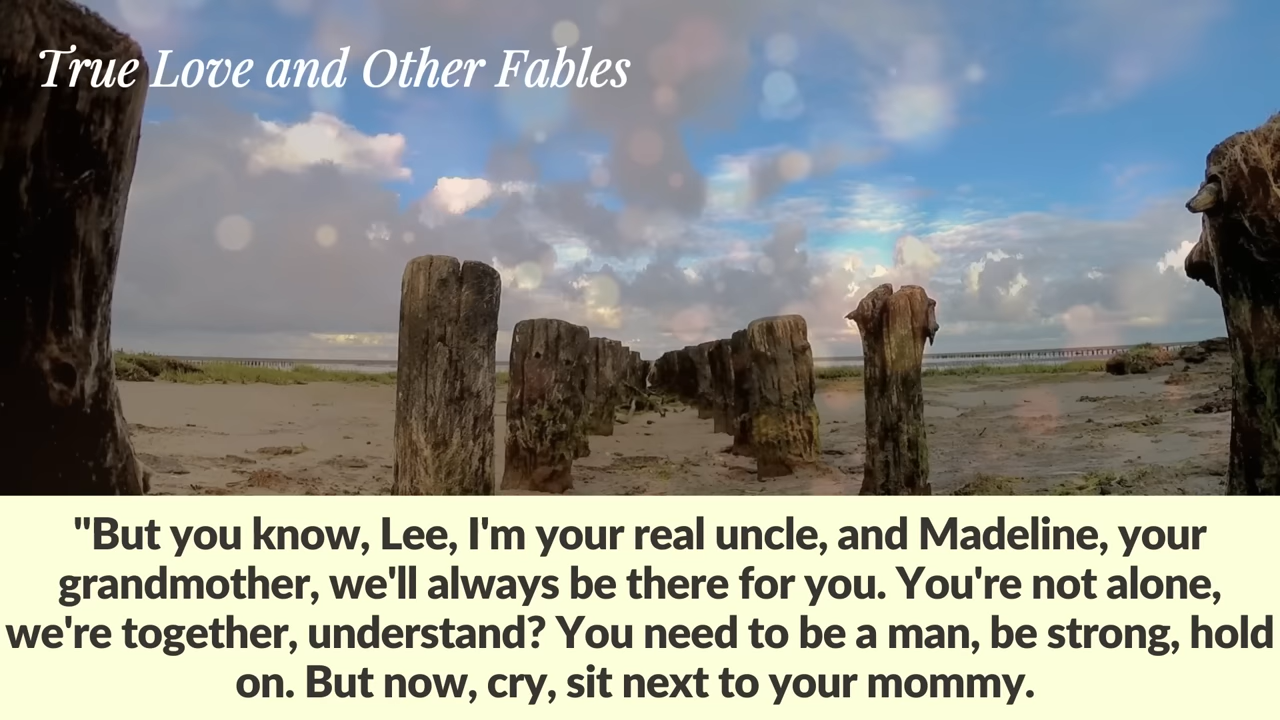 True Love and Other Fables
"But you know, Lee, I'm your real uncle, and Madeline, your
grandmother, we'll always be there for you. You're not alone,
we're together, understand? You need to be a man, be strong, hold
on. But now, cry, sit next to your mommy.